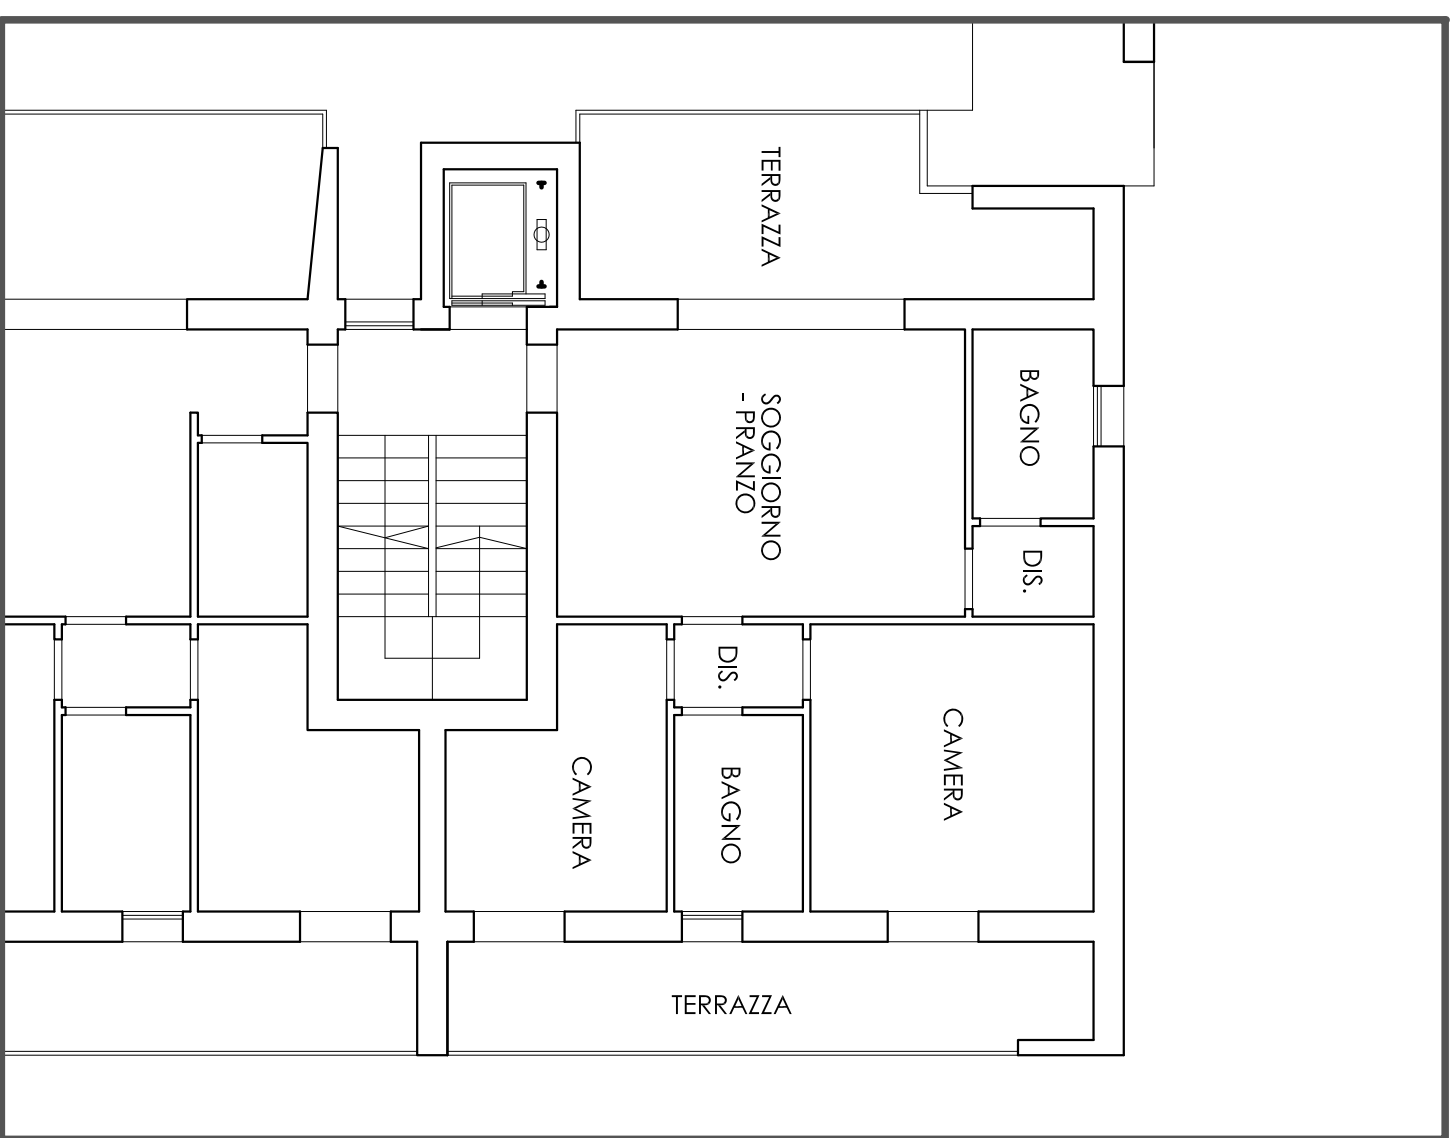 TERRAZZA
SOGGIORNO
- PRANZO
BAGNO
DIS.
DIS.
CAMERA
BAGNO
CAMERA
TERRAZZA